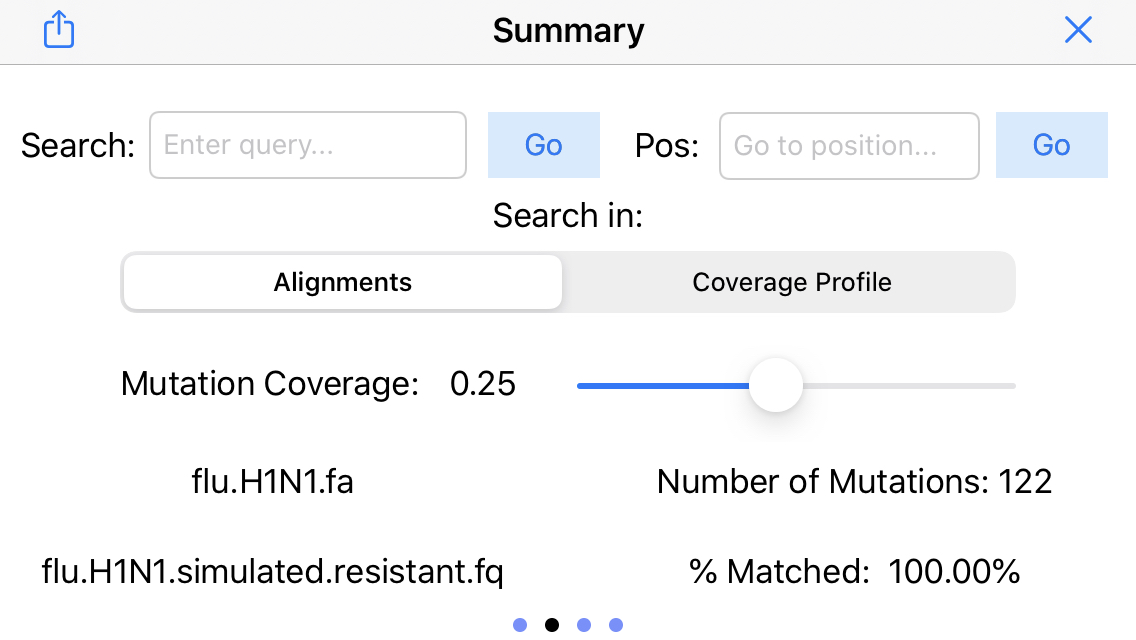 Summary
Search: Enter query... Go Pos: Go to position... Go
Search in:
Alignments Coverage Profile
Mutation Coverage: 0.25
flu.H1N1.fa Number of Mutations: 122
flu.H1N1.simulated.resistant.fq % Matched: 100.00%